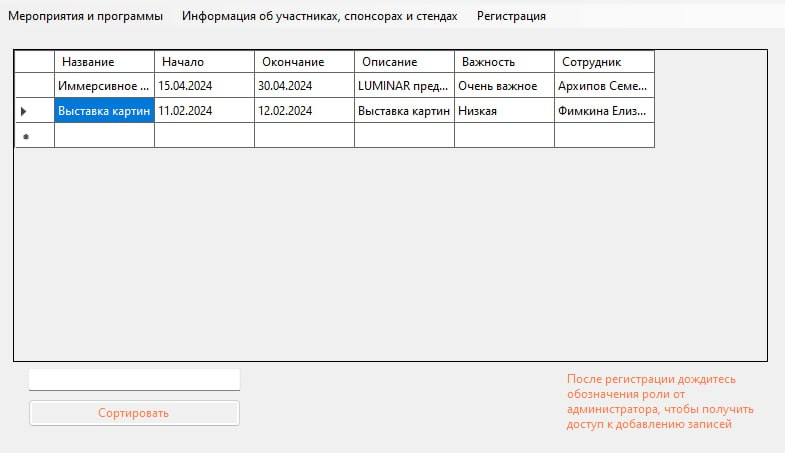 Мероприятия и программы Информация об участниках, спонсорах и стендах Регистрация
Название Начало Окончание Описание Важность Сотрудник
Иммерсивное ... 15.04.2024 30.04.2024 LUMINAR пред... Очень важное Архипов Семе...
Выставка картин 11.02.2024 12.02.2024 Выставка картин Низкая Фимкина Елиз...
Сортировать
После регистрации дождитесь
обозначения роли от
администратора, чтобы получить
доступ к добавлению записей